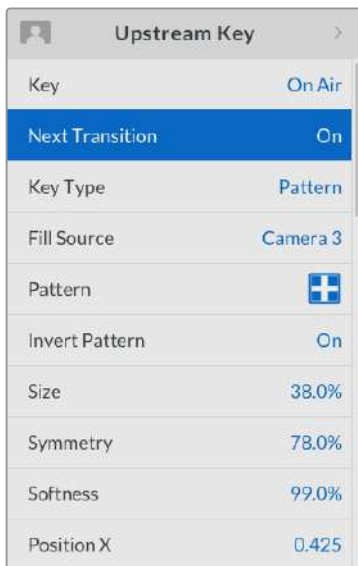 Upstream Key
Key On Air
Next Transition On
Key Type Pattern
Fill Source Camera 3
Pattern
Invert Pattern On
Size 38.0%
Symmetry 78.0%
Softness 99.0%
Position X 0.425